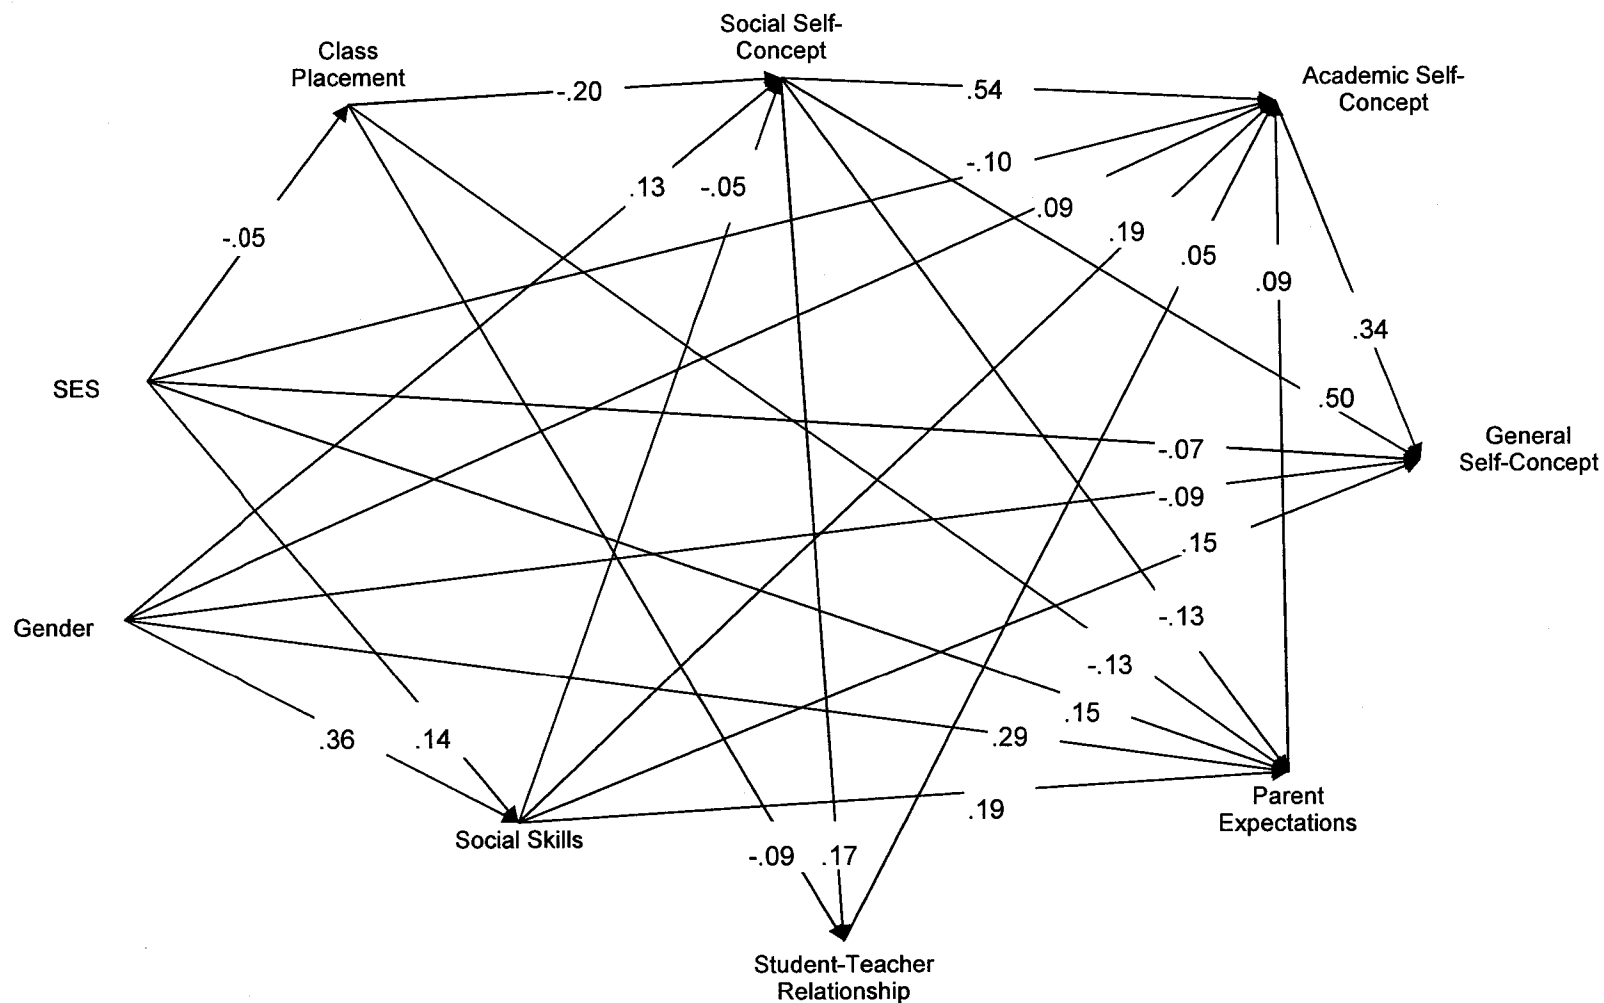 Social Self-
Concept
Class
Placement
Academic Self-
Concept
-.20
.54
-.10
.13
-.05
.09
.19
-.05
.05
.09
.34
SES
.50
General
Self-Concept
-.07
-.09
.15
-.13
Gender
-.13
.15
.36
.14
.29
.19
Parent
Expectations
Social Skills
-.09
.17
Student-Teacher
Relationship